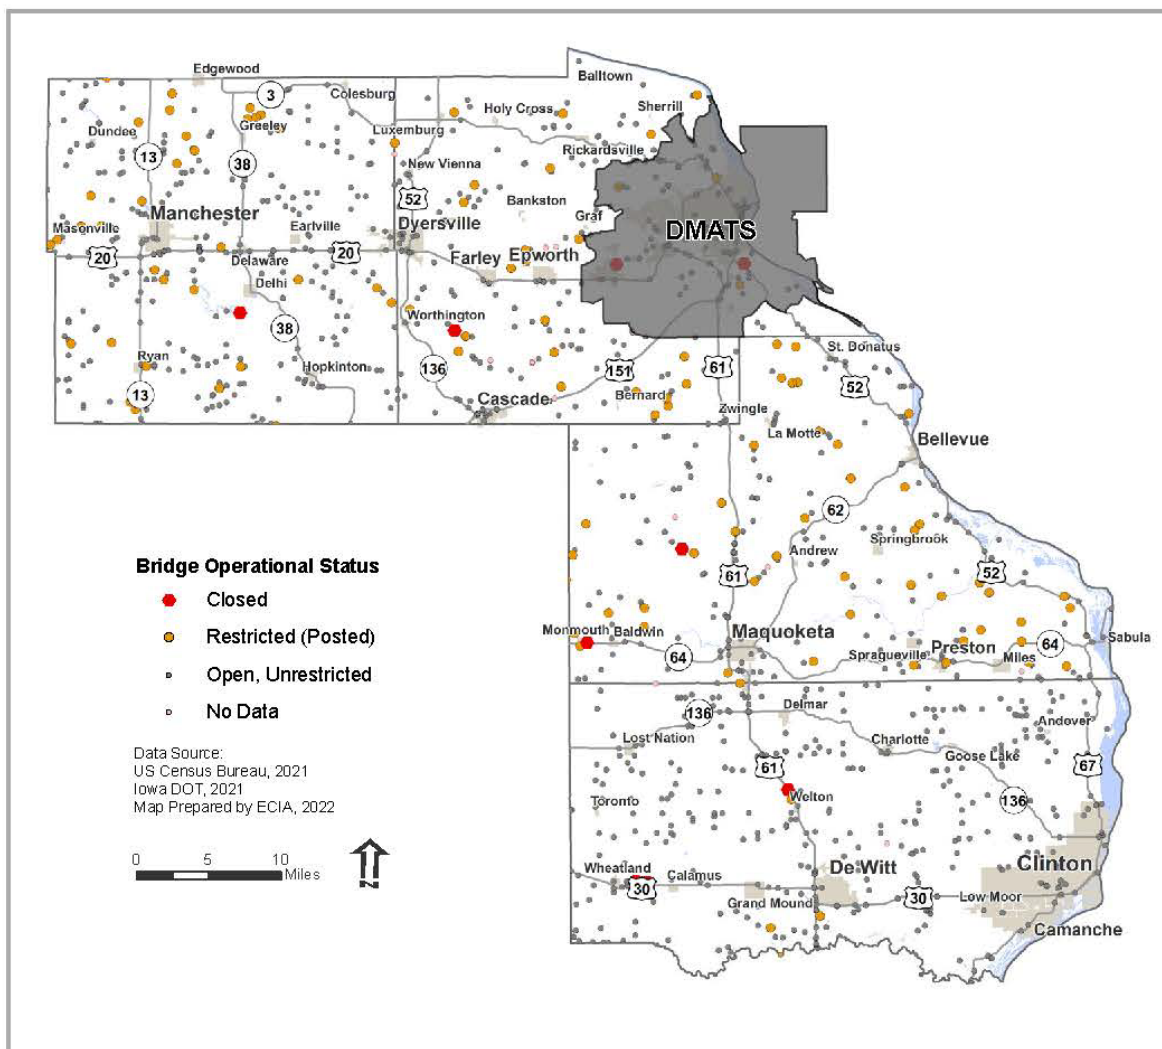 Balltown
Edgewood
3
Colesburg
Holy Cross
Sherrill
Greeley
Dundee
Luxemburg
Rickardsville
13
38
New Vienna
52
Bankston
Manchester
Graf
Masonville
Earlville
Dyersville
DMATS
20
20
Farley Epworth
Delaware
Delhi
Worthington
38
St. Donatus
Ryan
Hopkinton
136
151
61
52
13
Cascade
Bernard
Zwingle
La Motte
Bellevue
62
Andrew
Springbrook
61
52
Bridge Operational Status
Closed
Restricted (Posted)
Open, Unrestricted
No Data
Data Source:
US Census Bureau, 2021
Iowa DOT, 2021
Map Prepared by ECIA, 2022
0 5 10
Miles
N
Monmouth Baldwin
Maquoketa
Sabula
64
Spragueville
Preston
Miles
64
136
Delmar
Andover
Lost Nation
Charlotte
Goose Lake
61
67
Toronto
Welton
136
Wheatland
30
Calamus
De Witt
Clinton
Grand Mound
30
Low Moor
Camanche